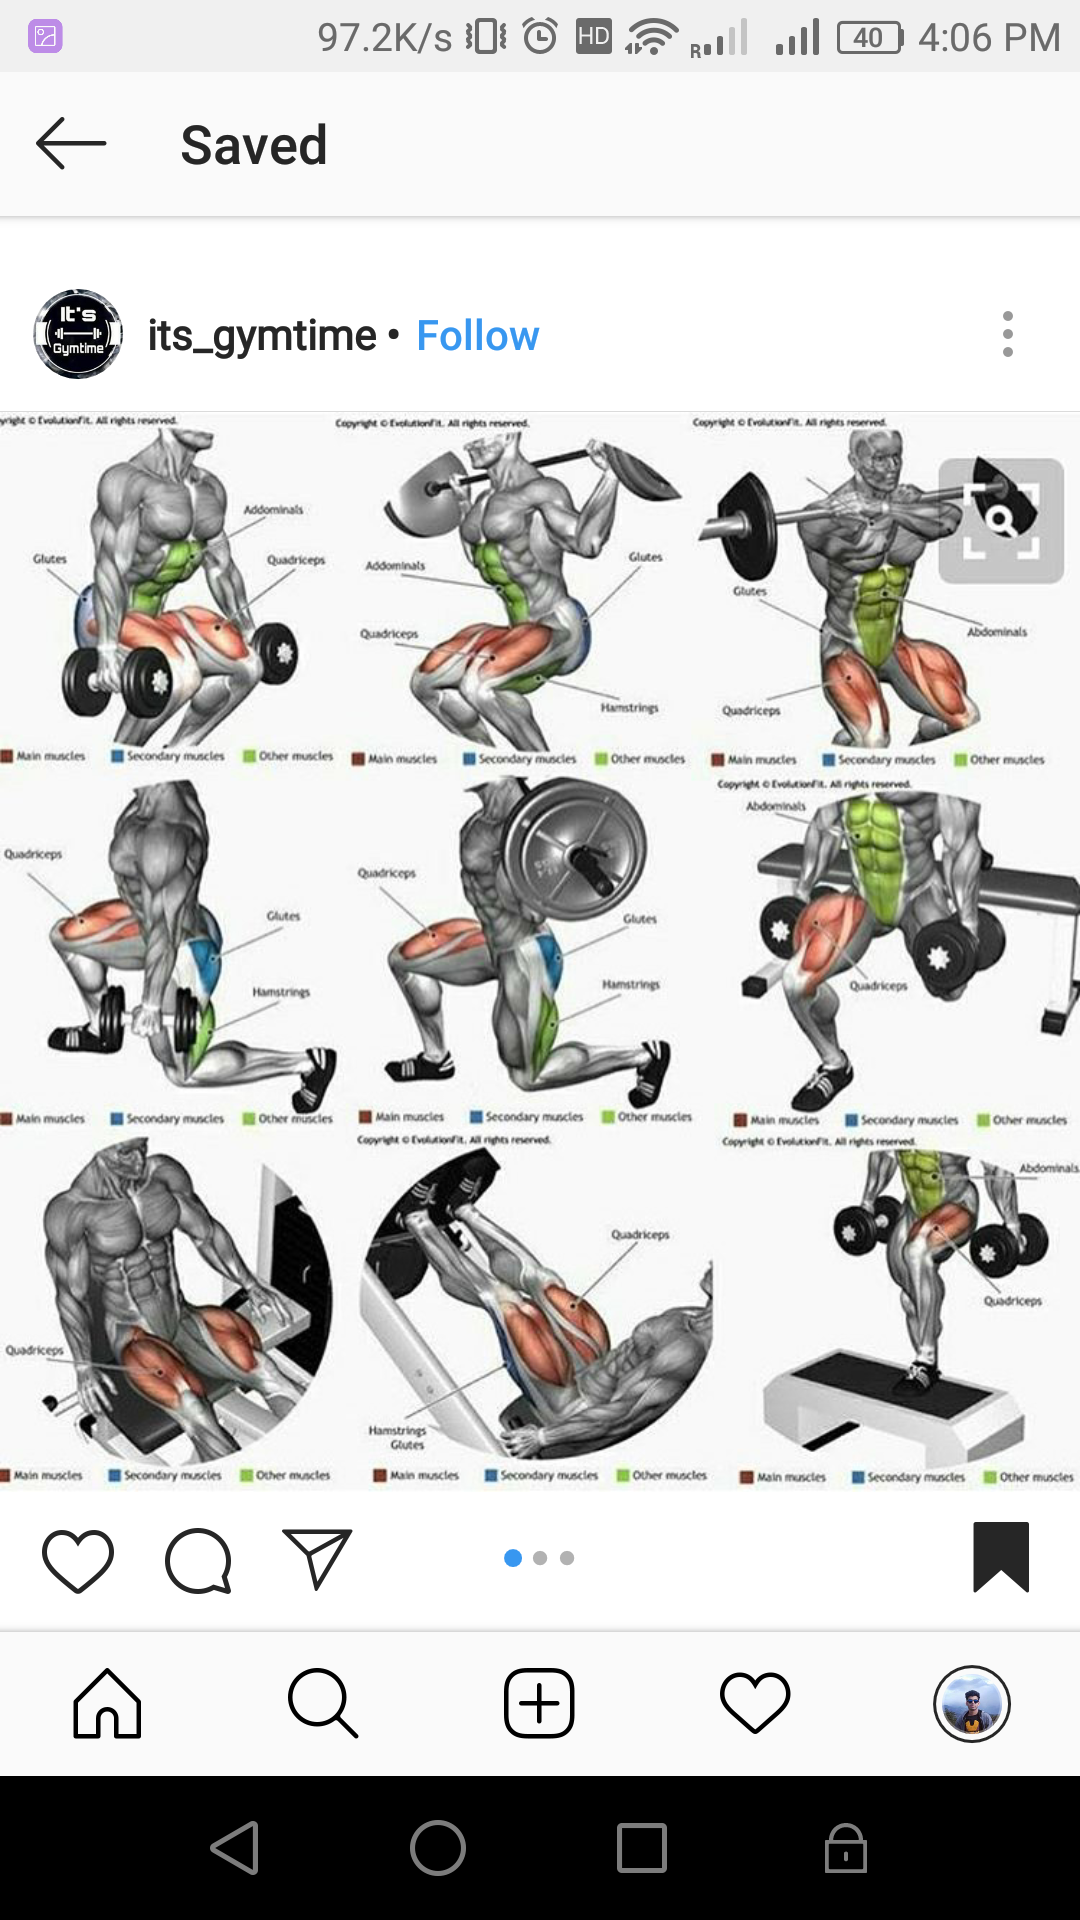 97.2K/s HD R 40 4:06 PM
Saved
It's
Gymtime
its_gymtime • Follow
yright © EvolutionFit. All rights reserved.
Copyright © EvolutionFit. All rights reserved.
Copyright © EvolutionFit. All rights reserved.
Addominals
Glutes
Quadriceps
Main muscles Secondary muscles Other muscles
Addominals
Glutes
Quadriceps
Hamstrings
Main muscles Secondary muscles Other muscles
Glutes
Abdominals
Quadriceps
Main muscles Secondary muscles Other muscles
Quadriceps
Glutes
Hamstrings
Main muscles Secondary muscles Other muscles
Quadriceps
Glutes
Hamstrings
Main muscles Secondary muscles Other muscles
Copyright © EvolutionFit. All rights reserved.
Abdominals
Quadriceps
Main muscles Secondary muscles Other muscles
Quadriceps
Main muscles Secondary muscles Other muscles
Copyright © EvolutionFit. All rights reserved.
Quadriceps
Hamstrings
Glutes
Main muscles Secondary muscles Other muscles
Copyright © EvolutionFit. All rights reserved.
Abdominals
Quadriceps
Main muscles Secondary muscles Other muscles